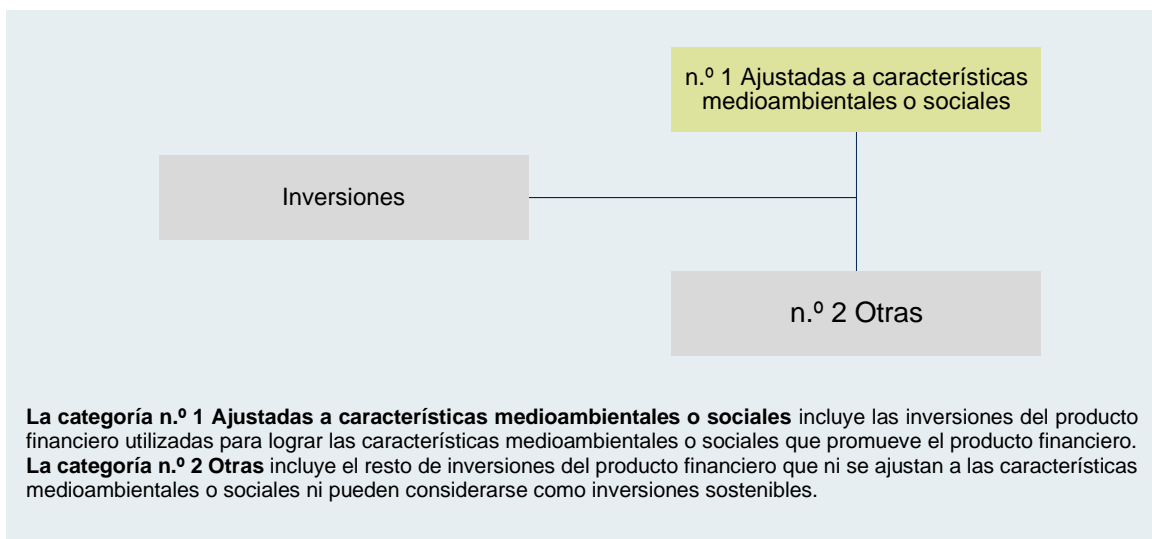 n.º 1 Ajustadas a características
medioambientales o sociales
Inversiones
n.º 2 Otras
La categoría n.º 1 Ajustadas a características medioambientales o sociales incluye las inversiones del producto
financiero utilizadas para lograr las características medioambientales o sociales que promueve el producto financiero.
La categoría n.º 2 Otras incluye el resto de inversiones del producto financiero que ni se ajustan a las características
medioambientales o sociales ni pueden considerarse como inversiones sostenibles.